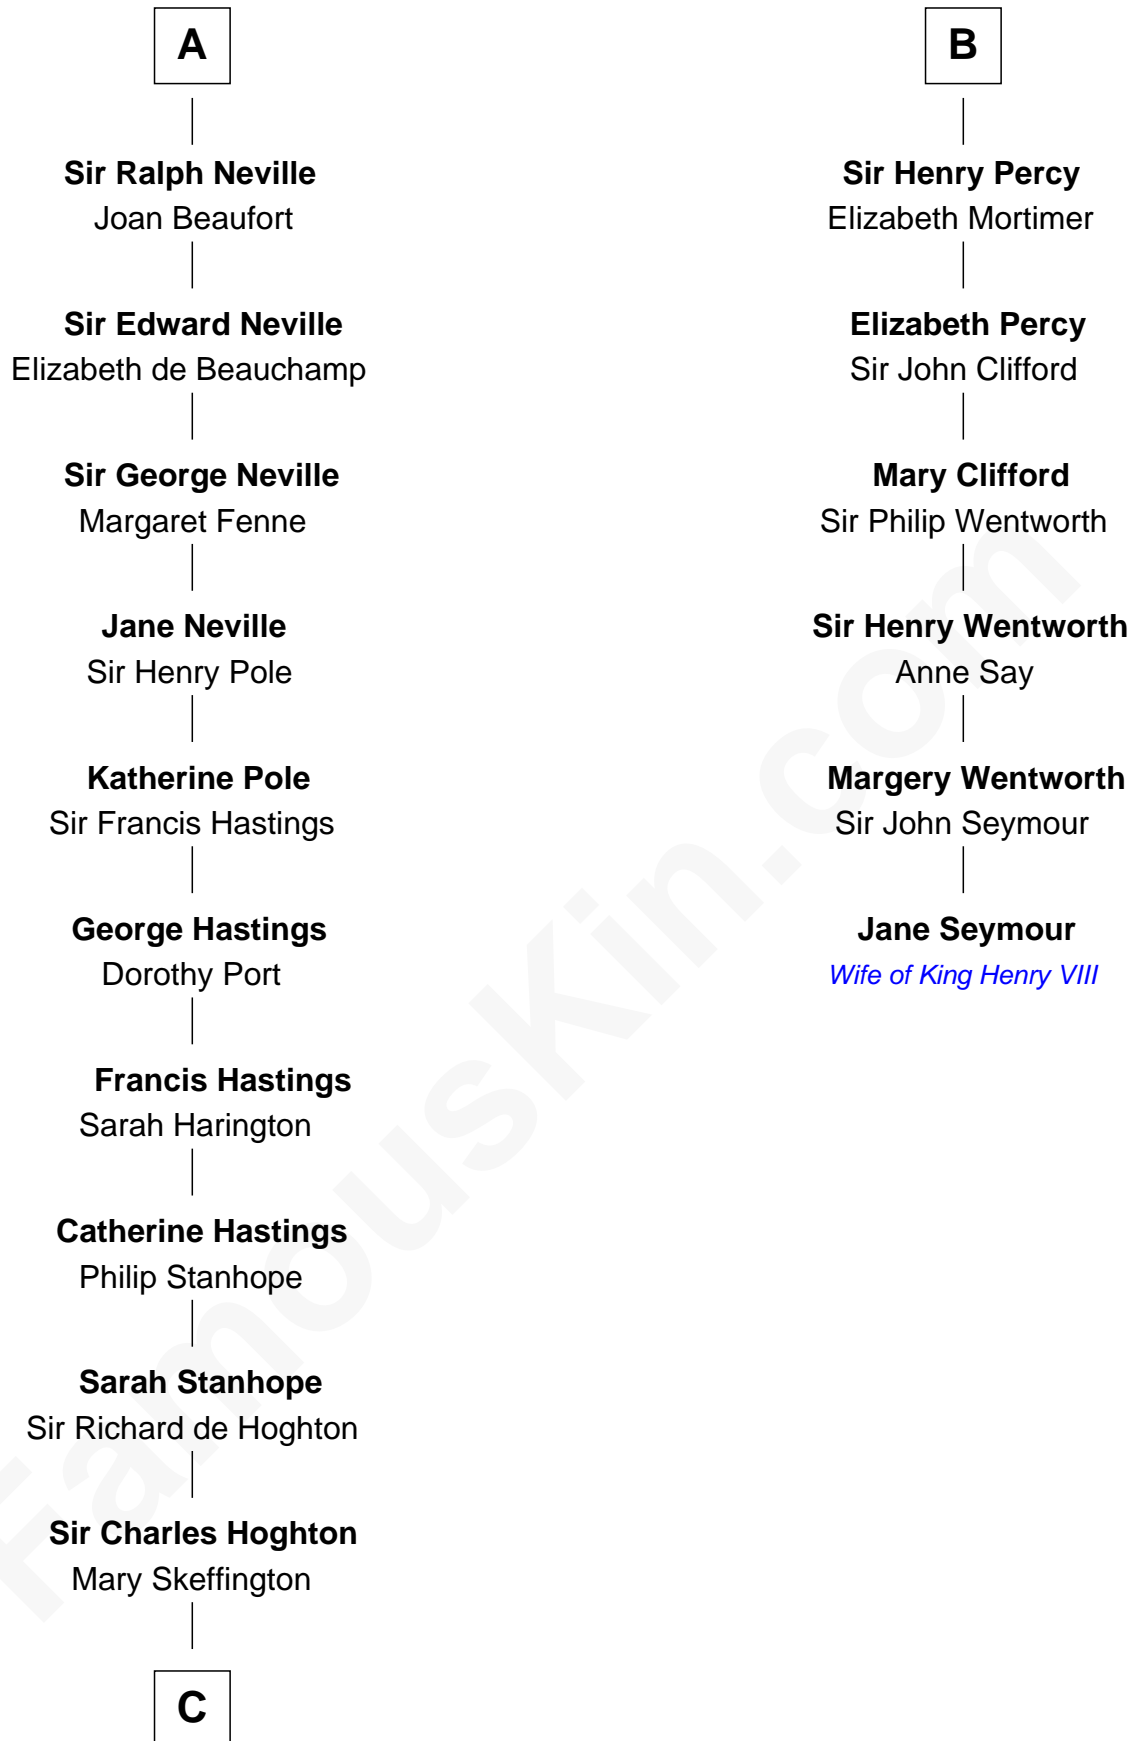 A
Sir Ralph Neville
Joan Beaufort
Sir Edward Neville
Elizabeth de Beauchamp
Sir George Neville
Margaret Fenne
Jane Neville
Sir Henry Pole
Katherine Pole
Sir Francis Hastings
George Hastings
Dorothy Port
Francis Hastings
Sarah Harington
Catherine Hastings
Philip Stanhope
Sarah Stanhope
Sir Richard de Hoghton
Sir Charles Hoghton
Mary Skeffington
C
B
Sir Henry Percy
Elizabeth Mortimer
Elizabeth Percy
Sir John Clifford
Mary Clifford
Sir Philip Wentworth
Sir Henry Wentworth
Anne Say
Margery Wentworth
Sir John Seymour
Jane Seymour
Wife of King Henry VIII
FamousKin.com